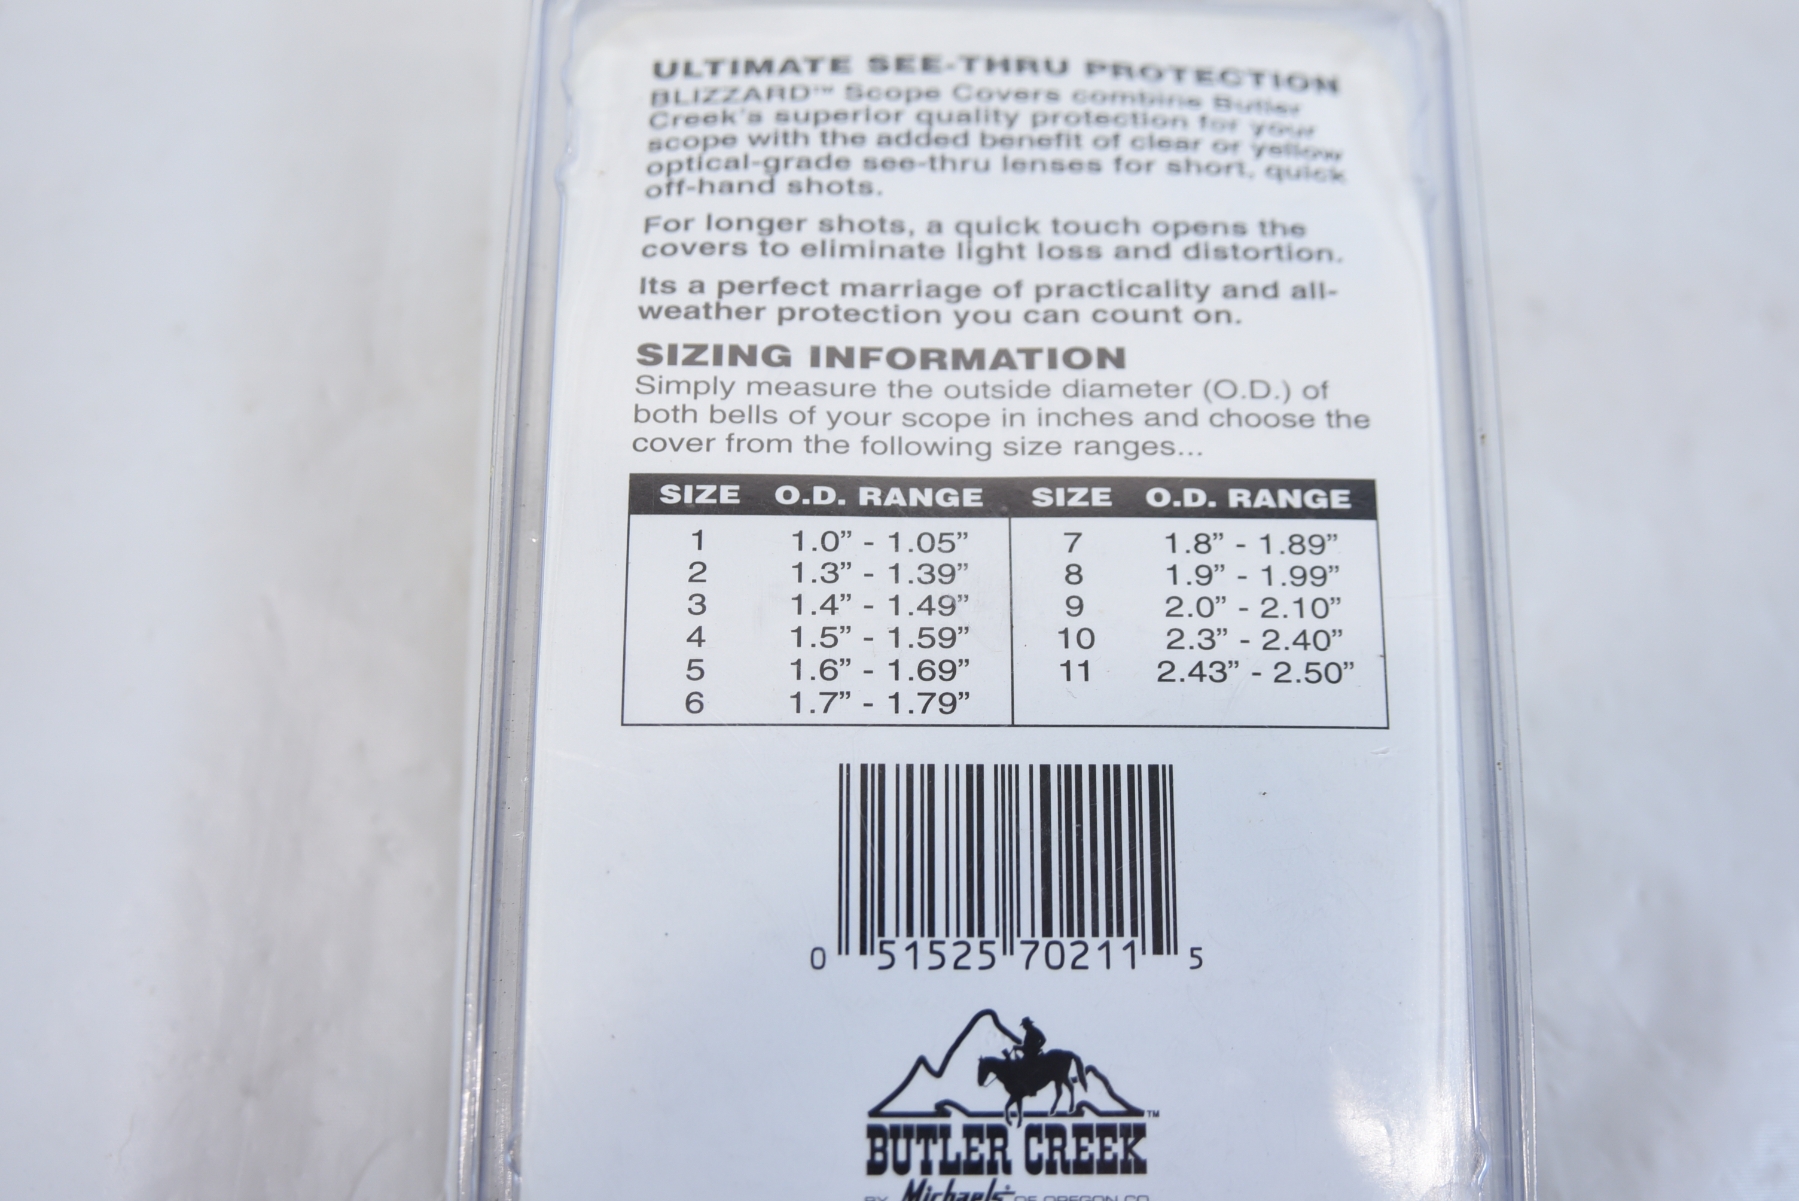 ULTIMATE SEE-THRU PROTECTION
BLIZZARD™ Scope Covers combine Butler
Creek's superior quality protection for your
scope with the added benefit of clear or yellow
optical-grade see-thru lenses for short, quick
off-hand shots.
For longer shots, a quick touch opens the
covers to eliminate light loss and distortion.
Its a perfect marriage of practicality and all-
weather protection you can count on.
SIZING INFORMATION
Simply measure the outside diameter (O.D.) of
both bells of your scope in inches and choose the
cover from the following size ranges...
SIZE O.D. RANGE SIZE O.D. RANGE
1 1.0” - 1.05” 7 1.8” - 1.89”
2 1.3” - 1.39” 8 1.9” - 1.99”
3 1.4” - 1.49” 9 2.0” - 2.10”
4 1.5” - 1.59” 10 2.3” - 2.40”
5 1.6” - 1.69” 11 2.43” - 2.50”
6 1.7” - 1.79”
0 51525 70211 5
TM
BUTLER CREEK
BY Michaels OF OREGON CO